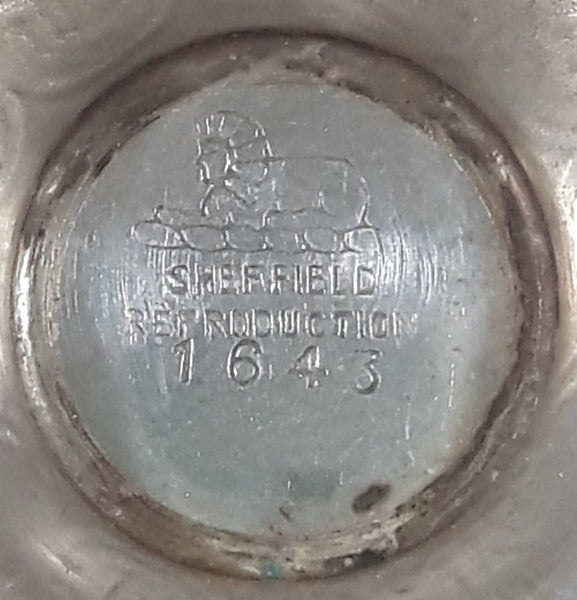 SHEFFIELD
REPRODUCTION
1643